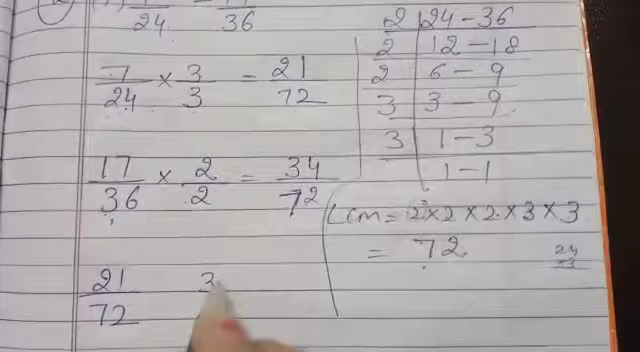 24 36
7/24 × 3/3 = 21/72
17/36 × 2/2 = 34/72
21/72 3
2 | 24 - 36
2 | 12 - 18
2 | 6 - 9
3 | 3 - 9
3 | 1 - 3
1 - 1
LCM = 2 × 2 × 2 × 3 × 3
= 72
24